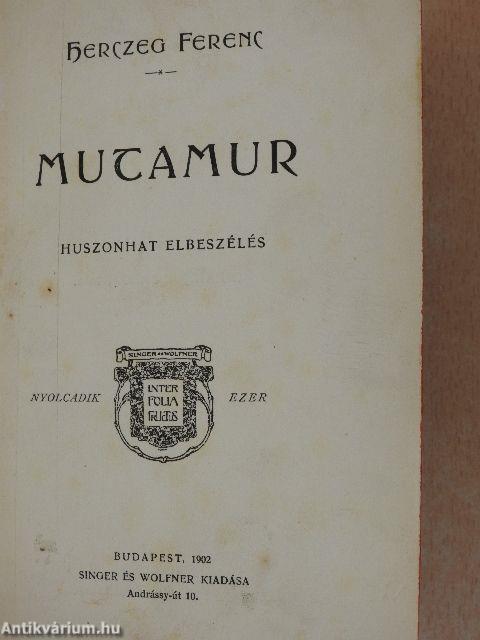 Herczeg Ferenc
MUTAMUR
HUSZONHAT ELBESZÉLÉS
SINGER ÉS WOLFNER
NYOLCADIK INTER FOLIA FRUCTUS EZER
BUDAPEST, 1902
SINGER ÉS WOLFNER KIADÁSA
Andrássy-út 10.
Antikvárium.hu